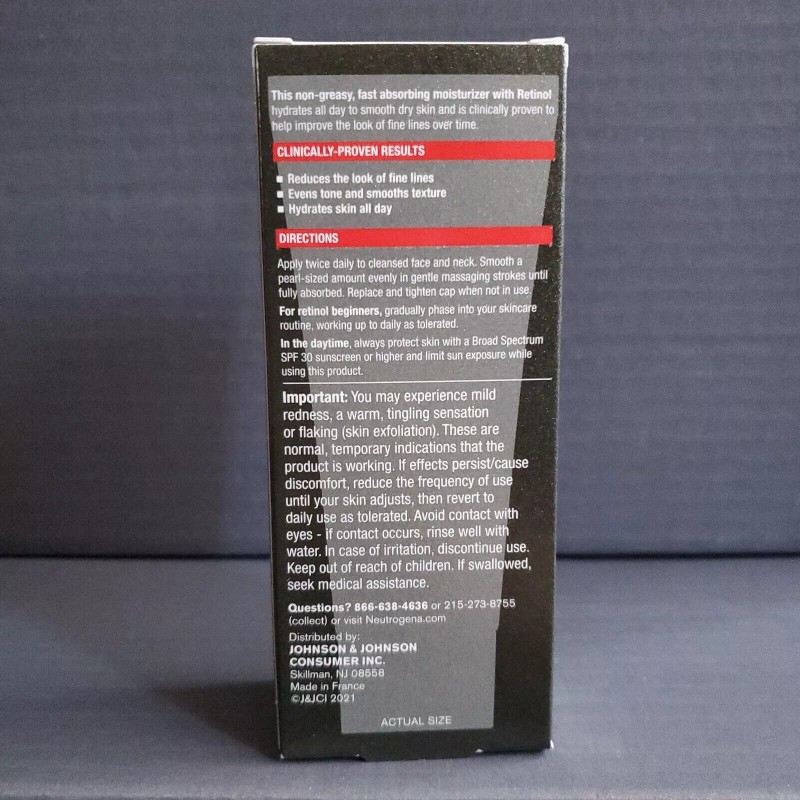 This non-greasy, fast absorbing moisturizer with Retinol
hydrates all day to smooth dry skin and is clinically proven to
help improve the look of fine lines over time.
CLINICALLY-PROVEN RESULTS
▪ Reduces the look of fine lines
▪ Evens tone and smooths texture
▪ Hydrates skin all day
DIRECTIONS
Apply twice daily to cleansed face and neck. Smooth a
pearl-sized amount evenly in gentle massaging strokes until
fully absorbed. Replace and tighten cap when not in use.
For retinol beginners, gradually phase into your skincare
routine, working up to daily as tolerated.
In the daytime, always protect skin with a Broad Spectrum
SPF 30 sunscreen or higher and limit sun exposure while
using this product.
Important: You may experience mild
redness, a warm, tingling sensation
or flaking (skin exfoliation). These are
normal, temporary indications that the
product is working. If effects persist/cause
discomfort, reduce the frequency of use
until your skin adjusts, then revert to
daily use as tolerated. Avoid contact with
eyes - if contact occurs, rinse well with
water. In case of irritation, discontinue use.
Keep out of reach of children. If swallowed,
seek medical assistance.
Questions? 866-638-4636 or 215-273-8755
(collect) or visit Neutrogena.com
Distributed by:
JOHNSON & JOHNSON
CONSUMER INC.
Skillman, NJ 08558
Made in France
©J&JCI 2021
ACTUAL SIZE